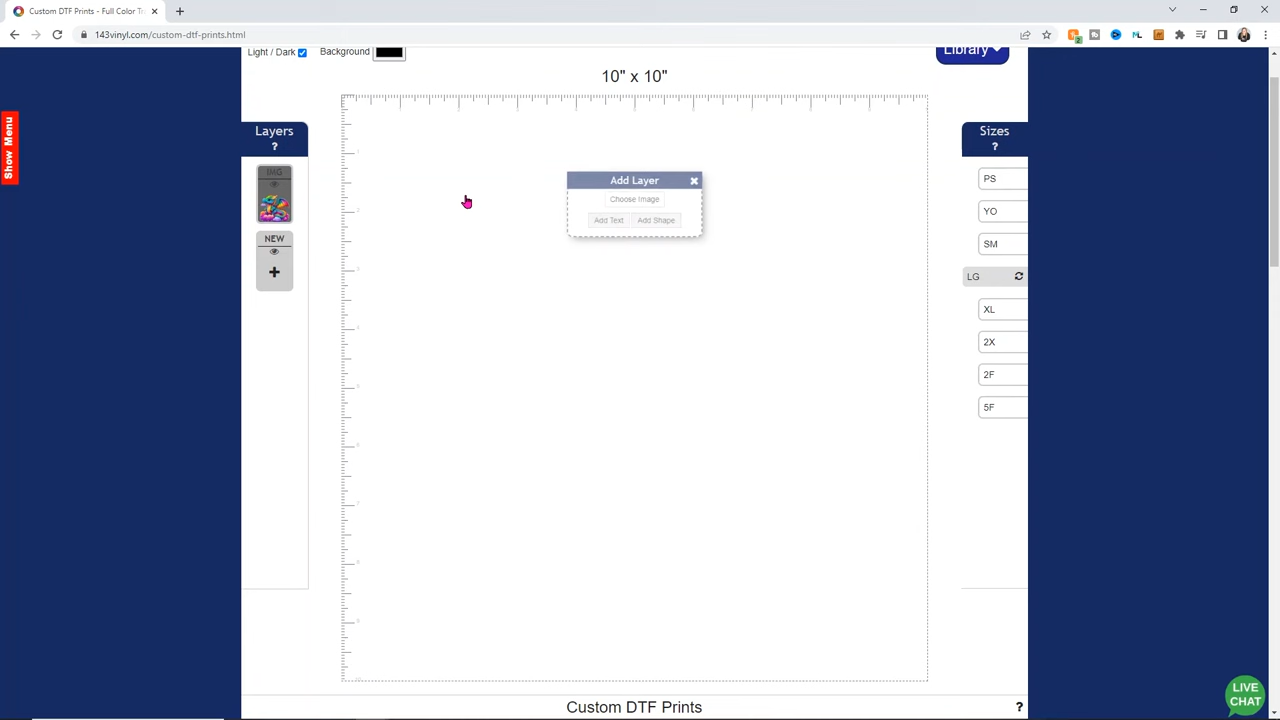 Custom DTF Prints - Full Color Tr
143vinyl.com/custom-dtf-prints.html
Light / Dark
Background
Library
10" x 10"
Show Menu
Layers
?
IMG
NEW
+
Add Layer
Choose Image
Add Text
Add Shape
Sizes
?
PS
YO
SM
LG
XL
2X
2F
5F
Custom DTF Prints
?
LIVE
CHAT